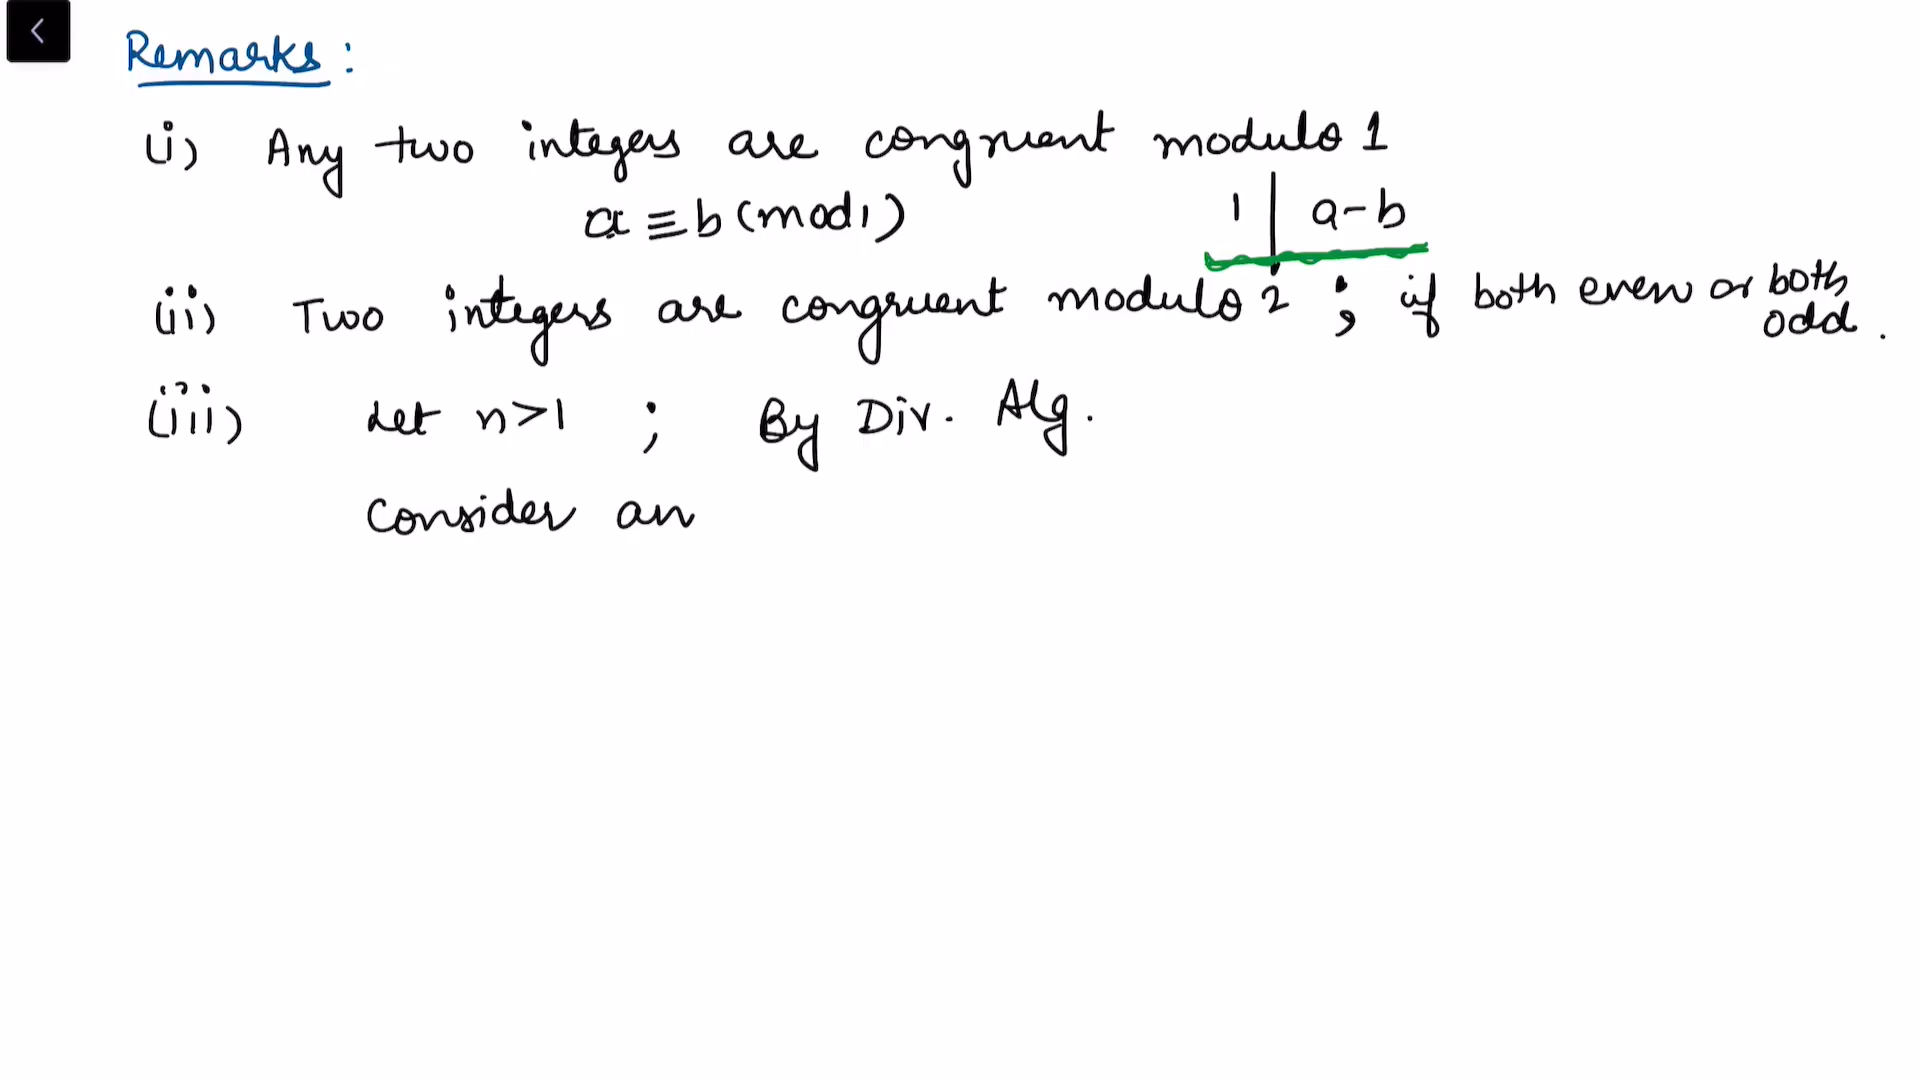 Remarks :
(i) Any two integers are congruent modulo 1
a ≡ b (mod 1) 1 | a-b
(ii) Two integers are congruent modulo 2 ; if both even or both odd .
(iii) Let n>1 ; By Div. Alg.
Consider an